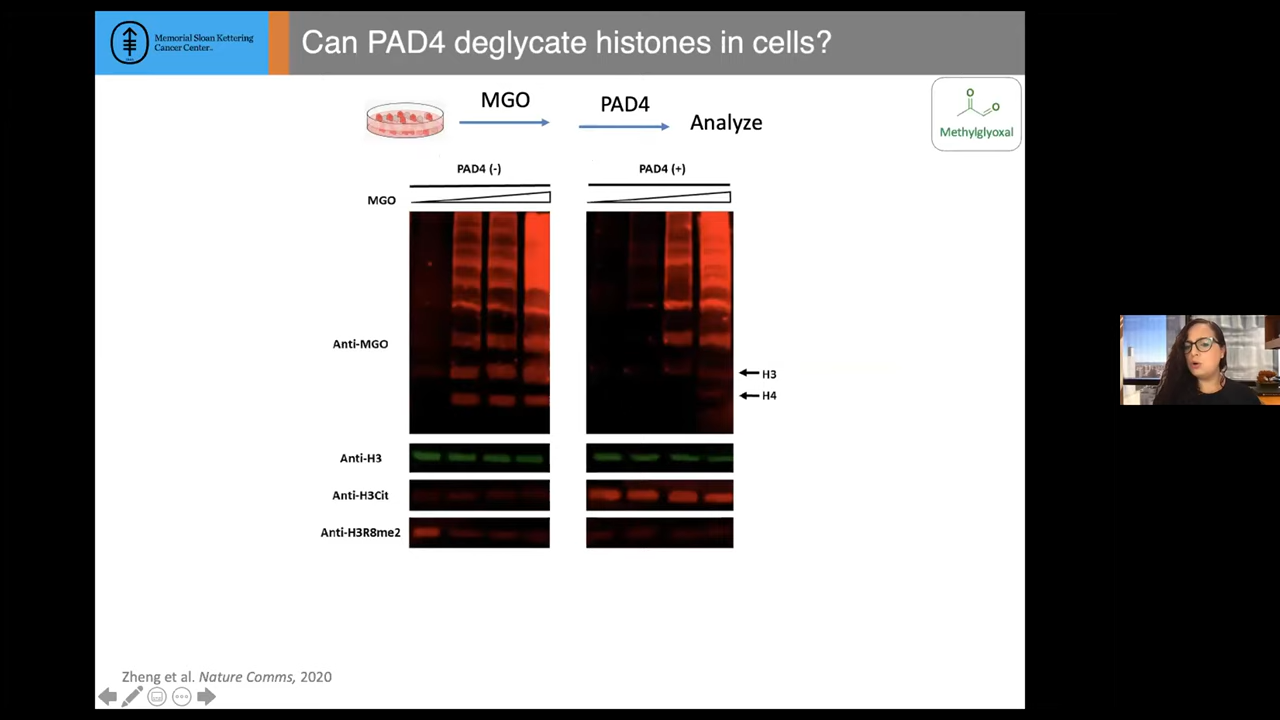 Memorial Sloan Kettering
Cancer Center
Can PAD4 deglycate histones in cells?
MGO
PAD4
Analyze
O
O
Methylglyoxal
PAD4 (-)
PAD4 (+)
MGO
Anti-MGO
H3
H4
Anti-H3
Anti-H3Cit
Anti-H3R8me2
Zheng et al. Nature Comms, 2020